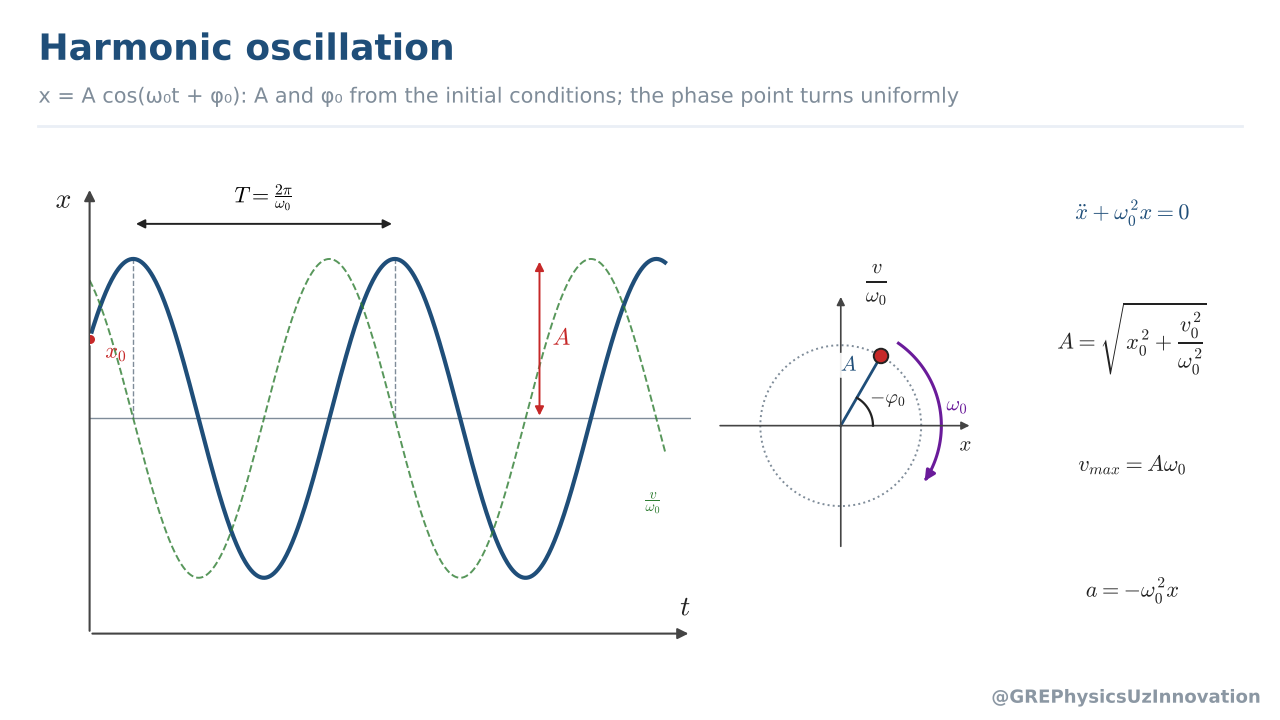 Harmonic oscillation
x = A cos(ω₀t + φ₀): A and φ₀ from the initial conditions; the phase point turns uniformly
x
T = 2π/ω₀
x₀
A
v/ω₀
t
v/ω₀
A
−φ₀
ω₀
x
ẍ + ω₀²x = 0
A = √(x₀² + v₀²/ω₀²)
v_max = Aω₀
a = −ω₀²x
@GREPhysicsUzInnovation